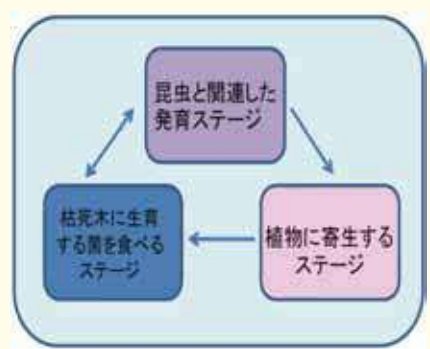 昆虫と関連した
発育ステージ
枯死木に生育
する菌を食べる
ステージ
植物に寄生する
ステージ